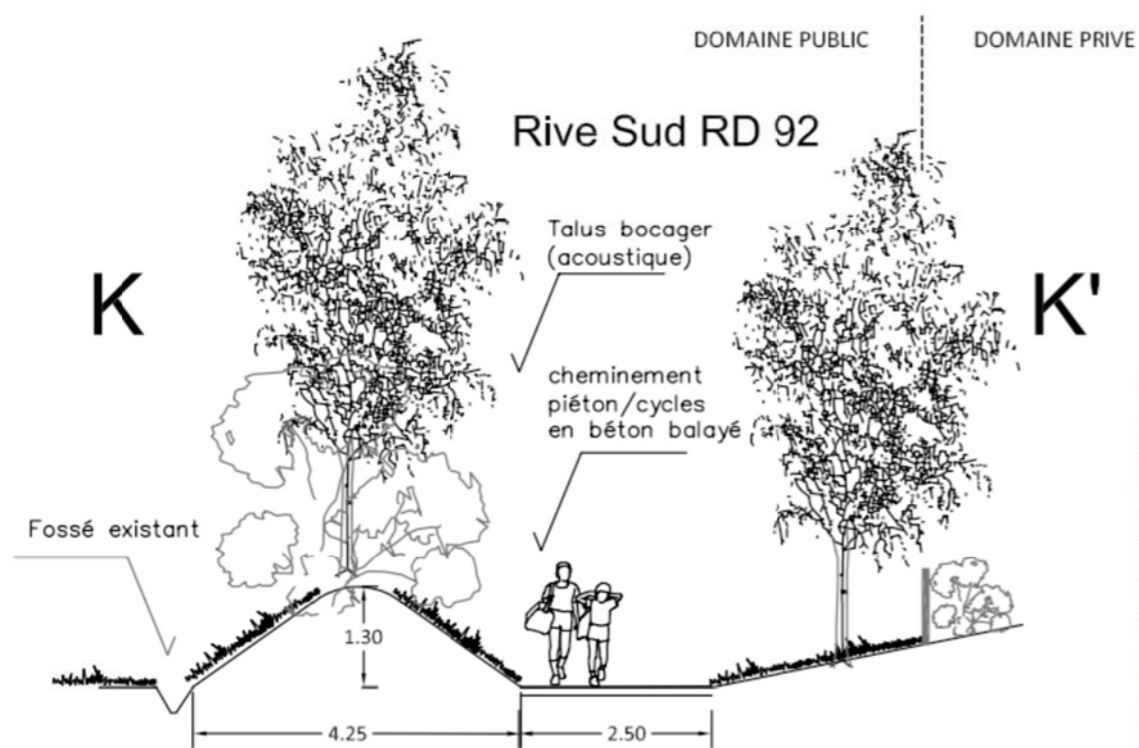 DOMAINE PUBLIC
DOMAINE PRIVE
Rive Sud RD 92
Talus bocager
(acoustique)
K
K'
cheminement
piéton/cycles
en béton balayé
Fossé existant
1.30
4.25
2.50